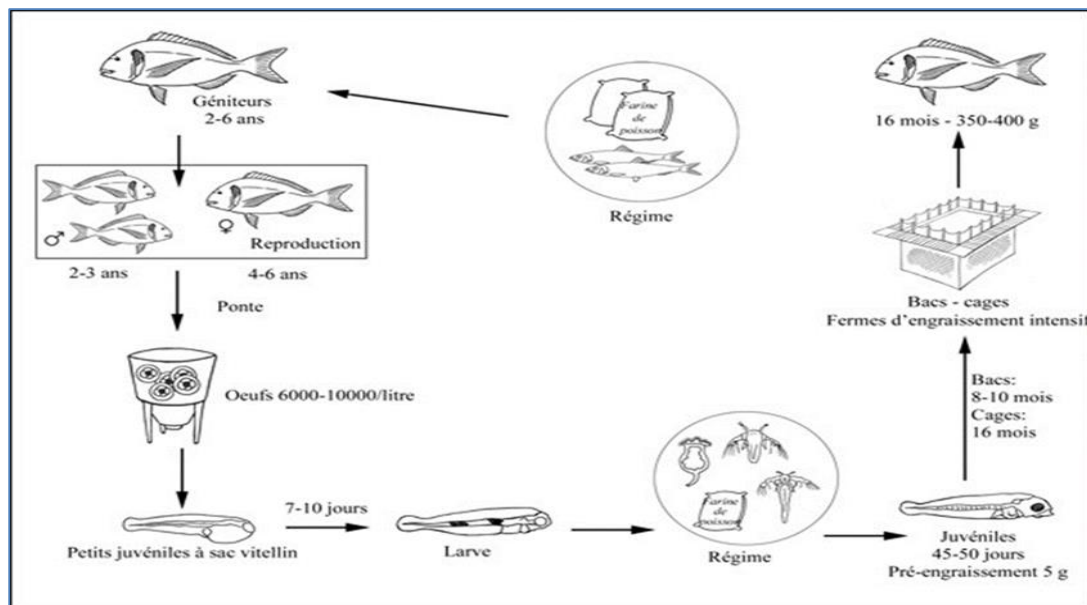 Géniteurs
2-6 ans
Farine
de
poisson
Régime
16 mois - 350-400 g
♂
♀
Reproduction
2-3 ans
4-6 ans
Ponte
Bacs - cages
Fermes d'engraissement intensif
Oeufs 6000-10000/litre
Bacs:
8-10 mois
Cages:
16 mois
Petits juvéniles à sac vitellin
7-10 jours
Larve
arine
de
poisson
Régime
Juvéniles
45-50 jours
Pré-engraissement 5 g